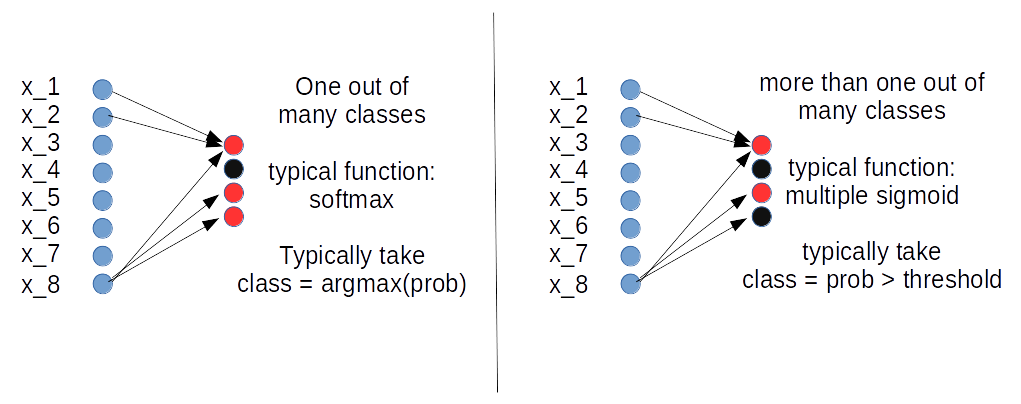 x_1
x_2
x_3
x_4
x_5
x_6
x_7
x_8
One out of
many classes
typical function:
softmax
Typically take
class = argmax(prob)
x_1
x_2
x_3
x_4
x_5
x_6
x_7
x_8
more than one out of
many classes
typical function:
multiple sigmoid
typically take
class = prob > threshold